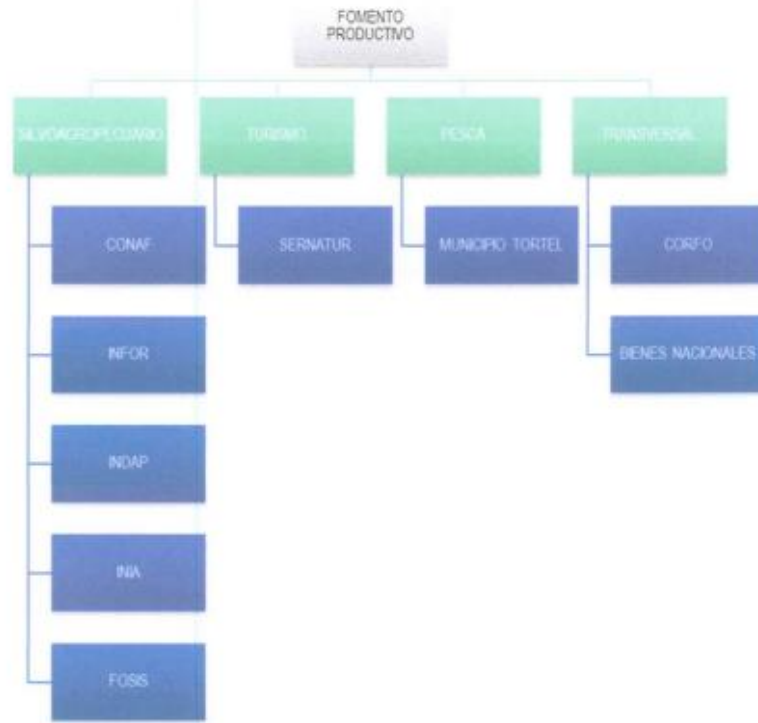 FOMENTO
PRODUCTIVO
SILVOAGROPECUARIO
TURISMO
PESCA
TRANSVERSAL
CONAF
SERNATUR
MUNICIPIO TORTEL
CORFO
INFOR
BIENES NACIONALES
INDAP
INIA
FOSIS